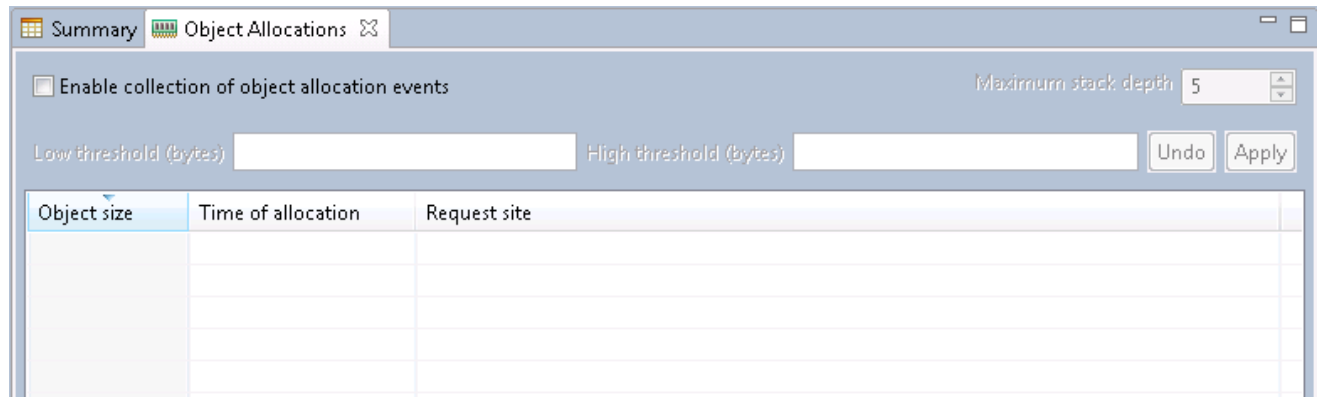 Summary Object Allocations
Enable collection of object allocation events Maximum stack depth 5
Low threshold (bytes) High threshold (bytes) Undo Apply
Object size Time of allocation Request site